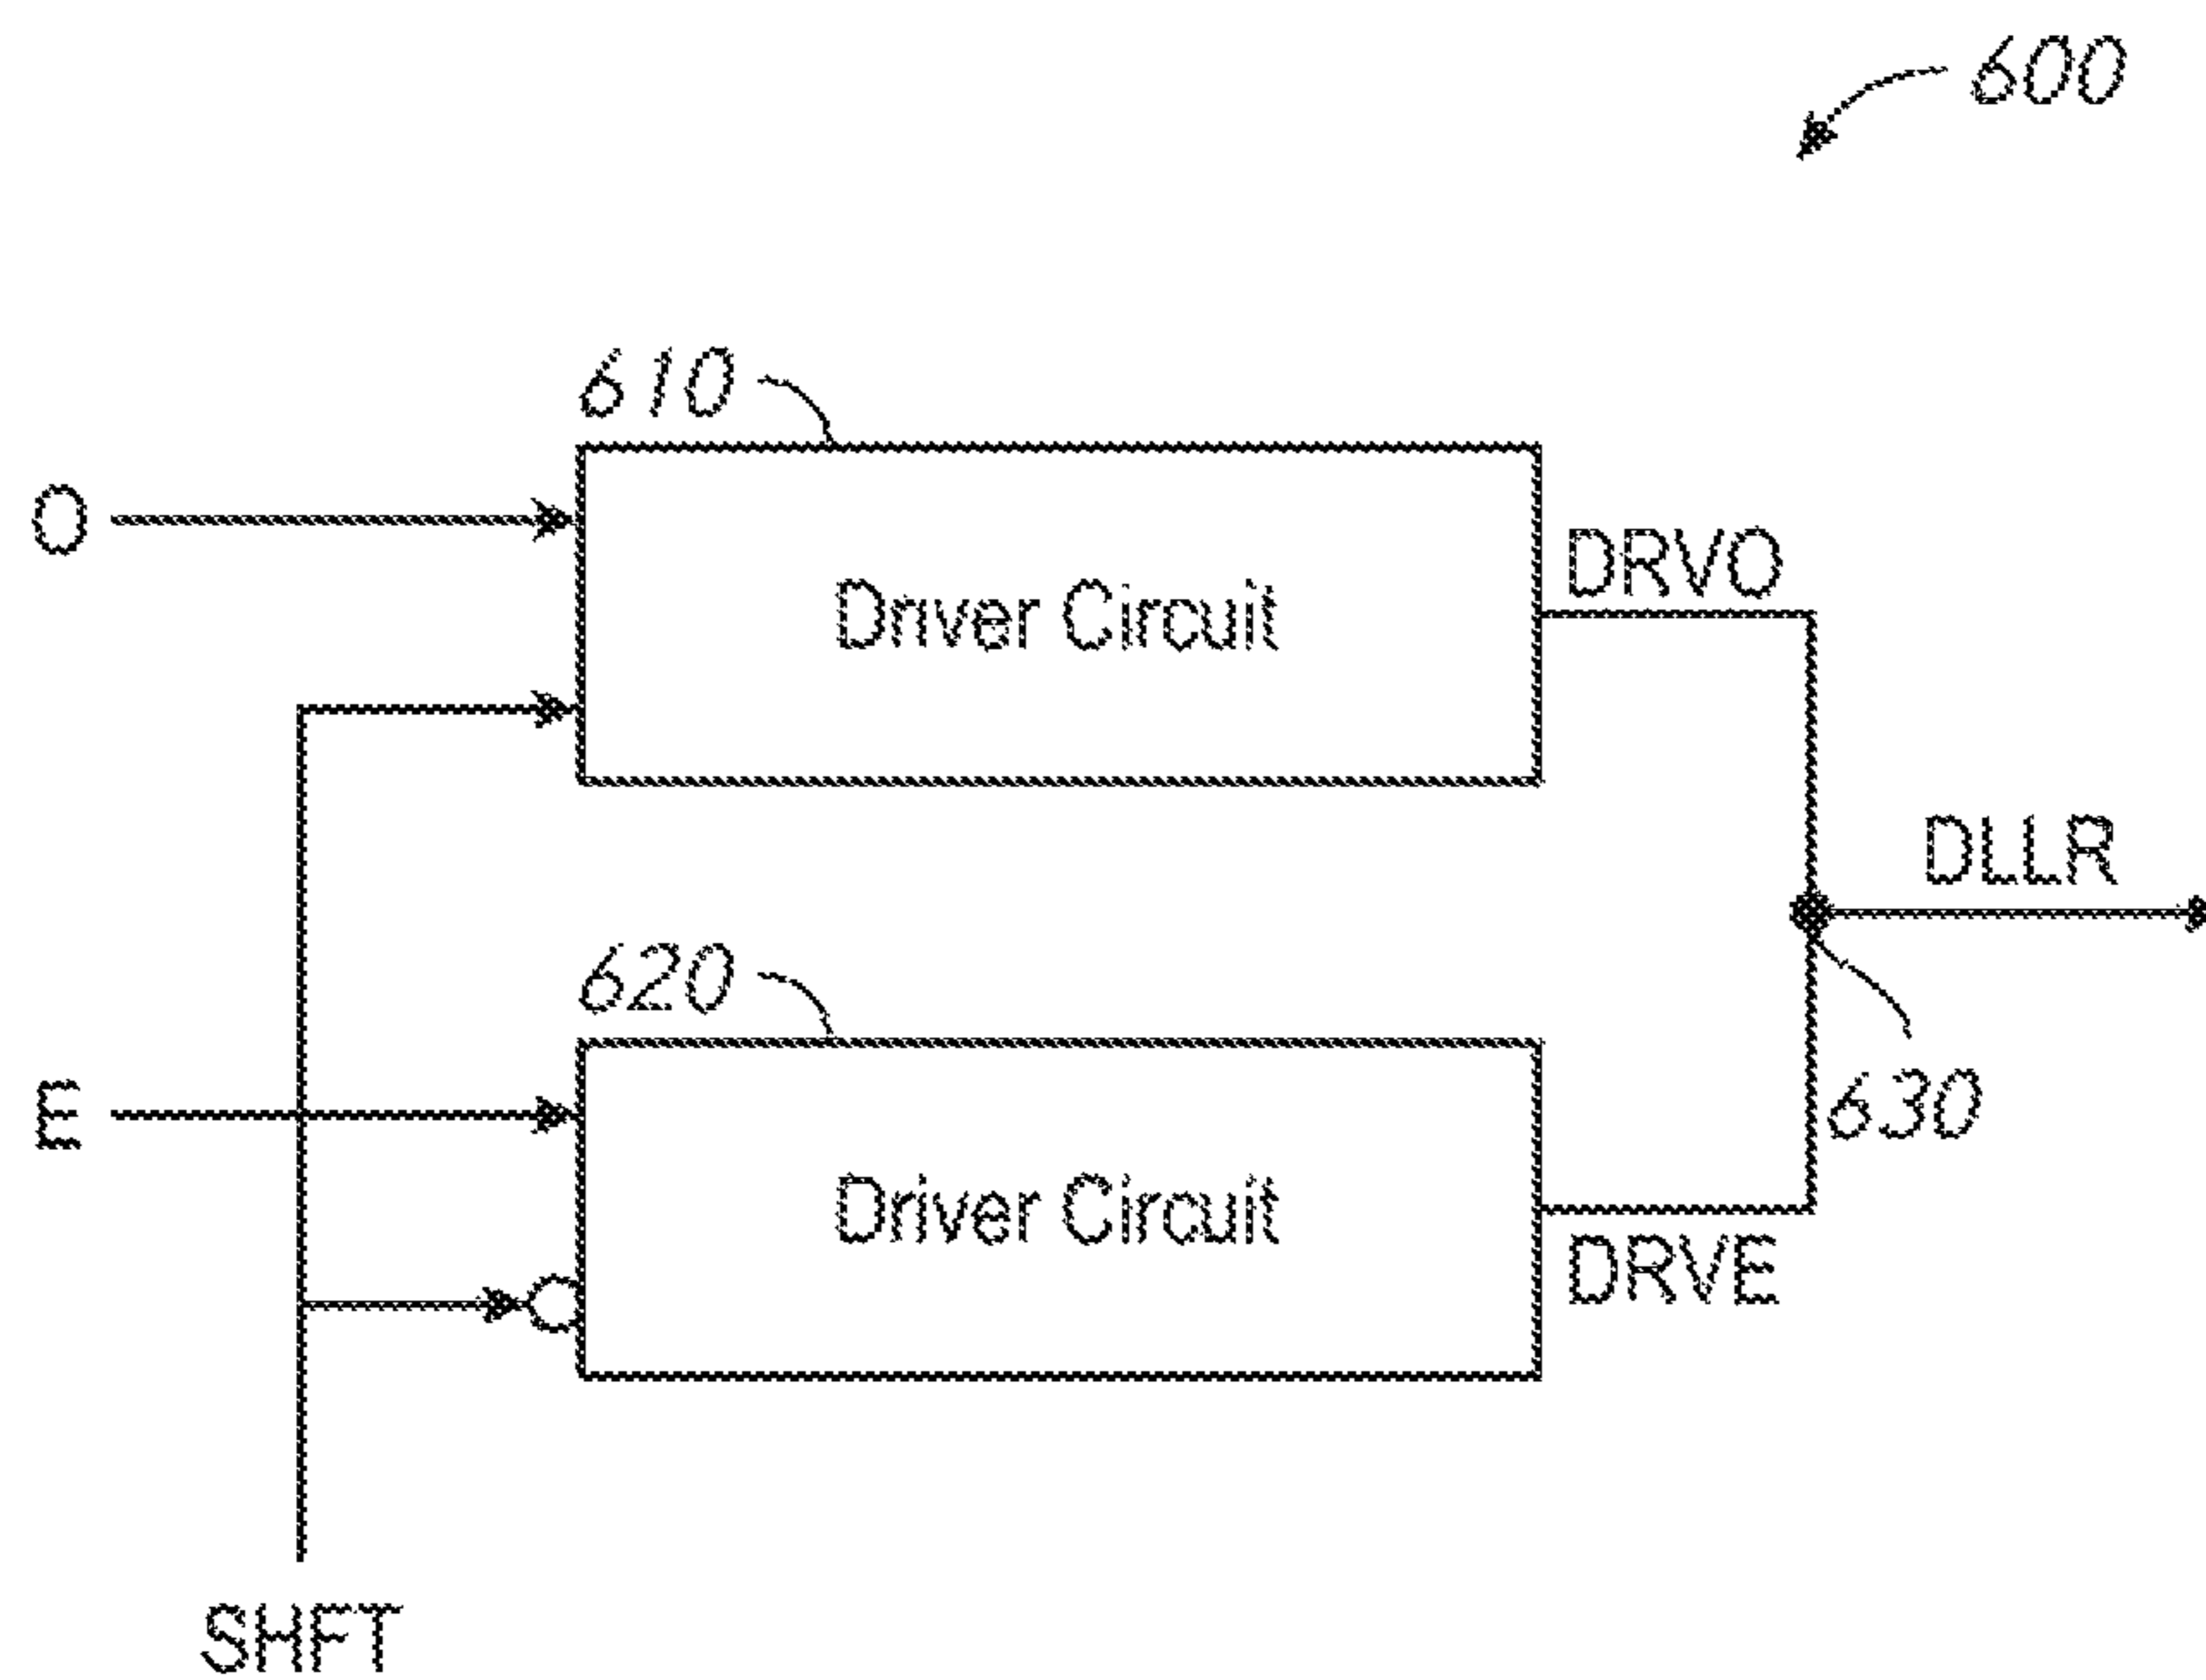 600
610
O
Driver Circuit
DRVO
DLLR
620
E
630
Driver Circuit
DRVE
SHFT